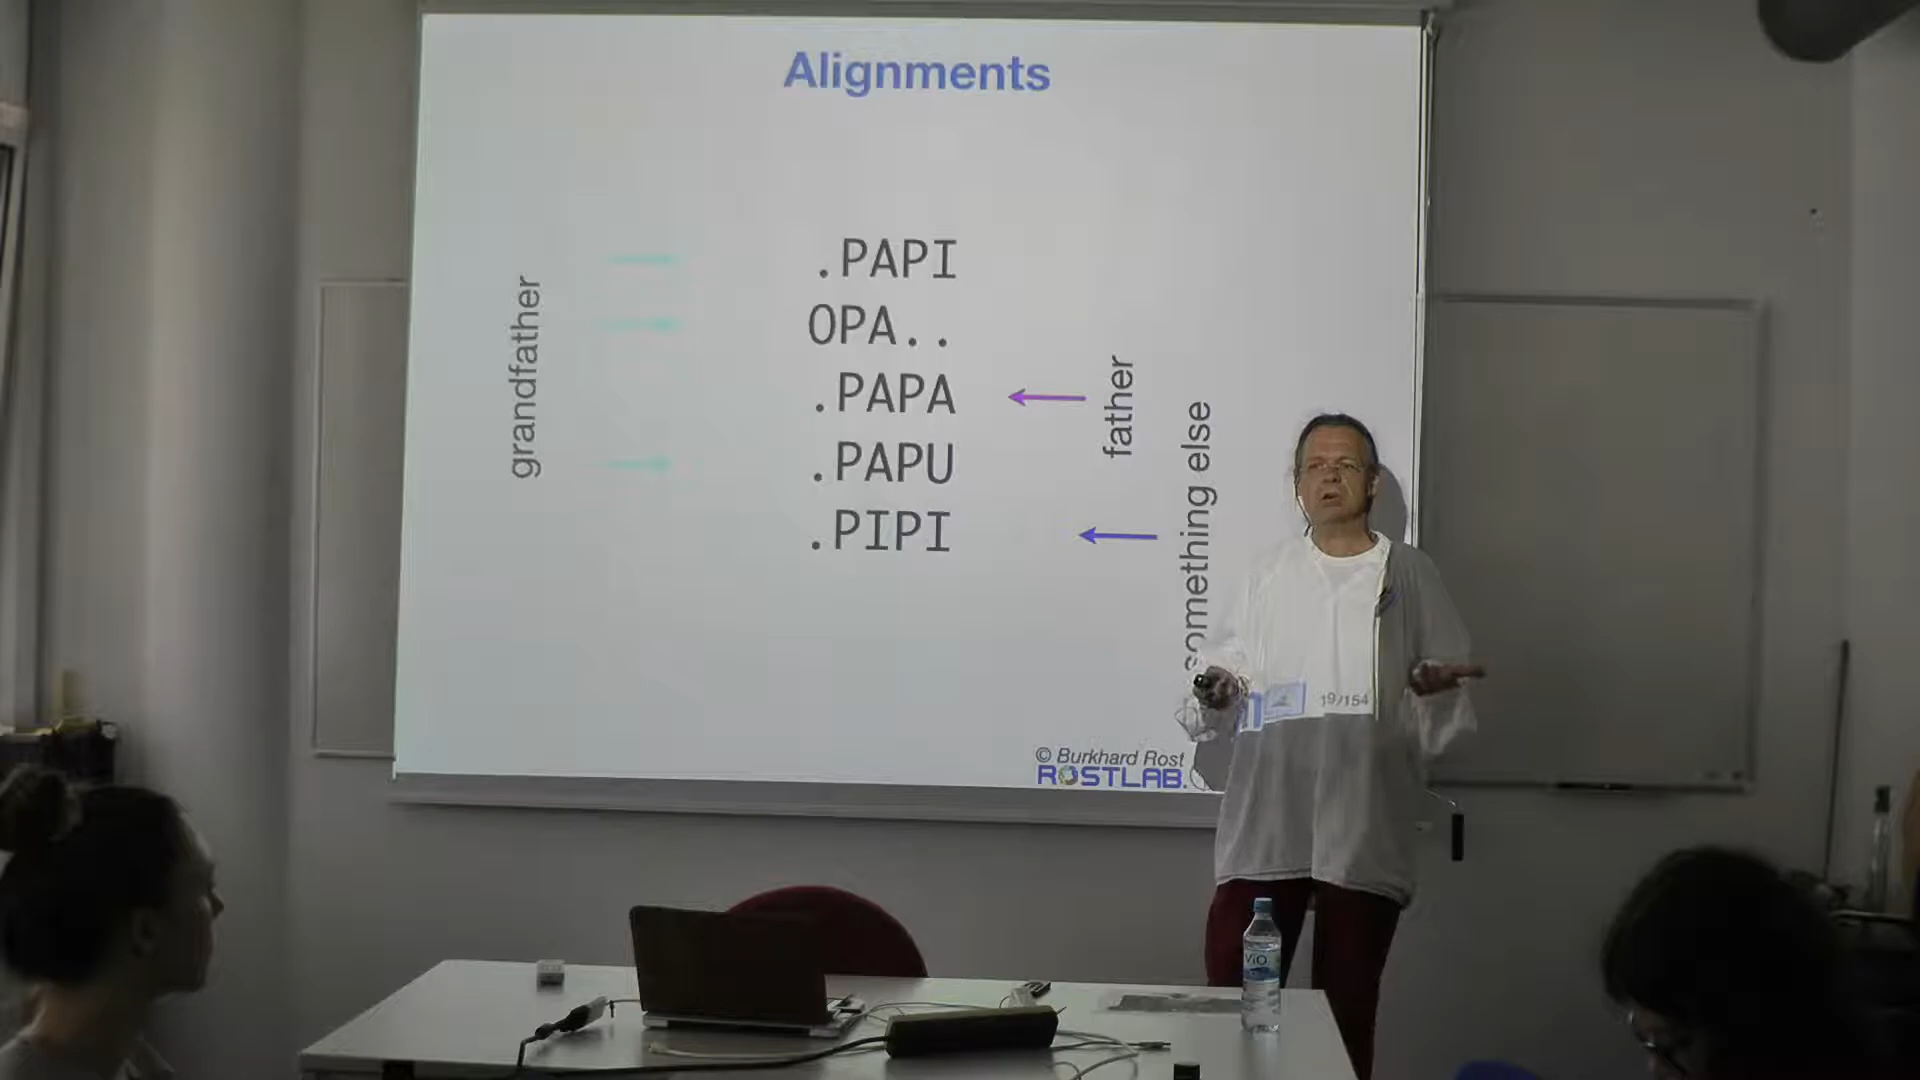 Alignments
grandfather
.PAPI
OPA..
.PAPA
.PAPU
.PIPI
father
something else
19/154
© Burkhard Rost
ROSTLAB.
ViO